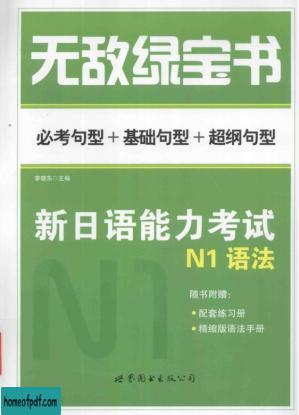 无敌绿宝书
必考句型+基础句型+超纲句型
李晓东◎主编
新日语能力考试
N1语法
随书附赠：
·配套练习册
·精缩版语法手册
N1
世界图书出版公司
homeofpdf.com